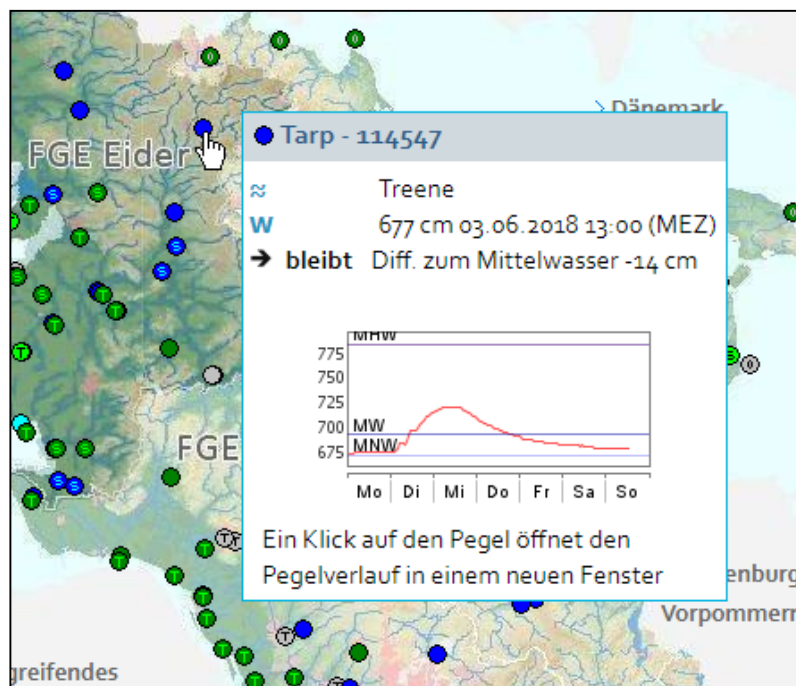 Dänemark
FGE Eider
Tarp - 114547
≈ Treene
W 677 cm 03.06.2018 13:00 (MEZ)
➔ bleibt Diff. zum Mittelwasser -14 cm
MHW
775
750
725
700
675
MW
MNW
Mo Di Mi Do Fr Sa So
Ein Klick auf den Pegel öffnet den
Pegelverlauf in einem neuen Fenster
FGE
enburg
Vorpommern
greifendes